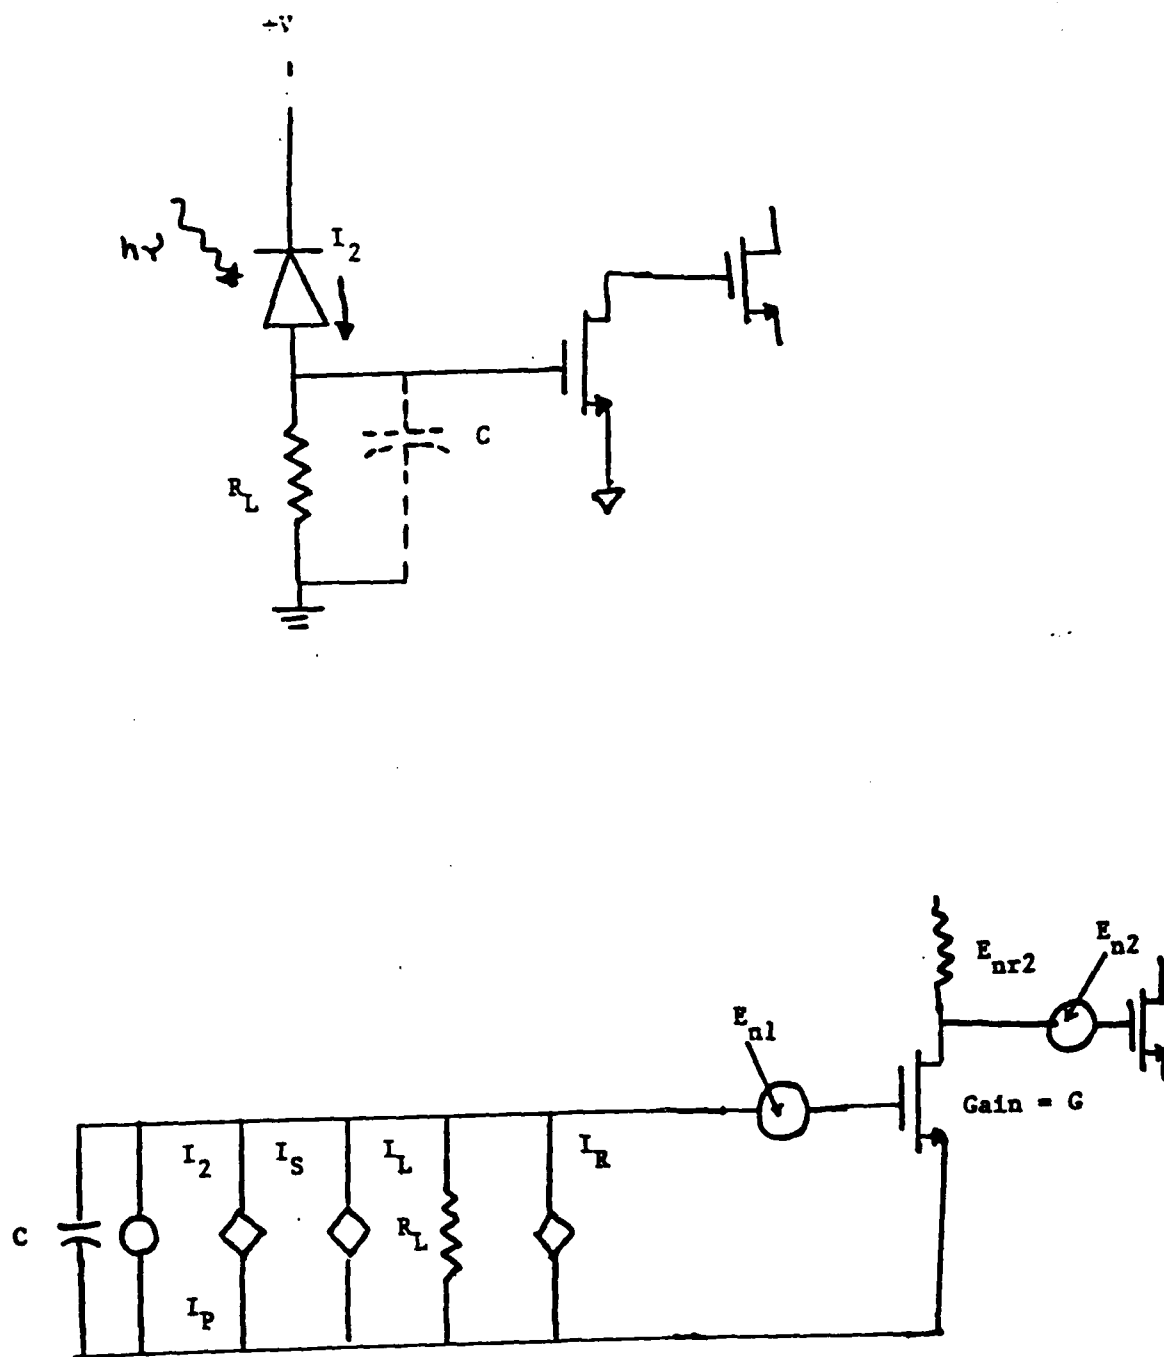 +V
hν
I2
C
RL
En2
Enr2
En1
Gain = G
I2 IS IL IR
C
RL
IP